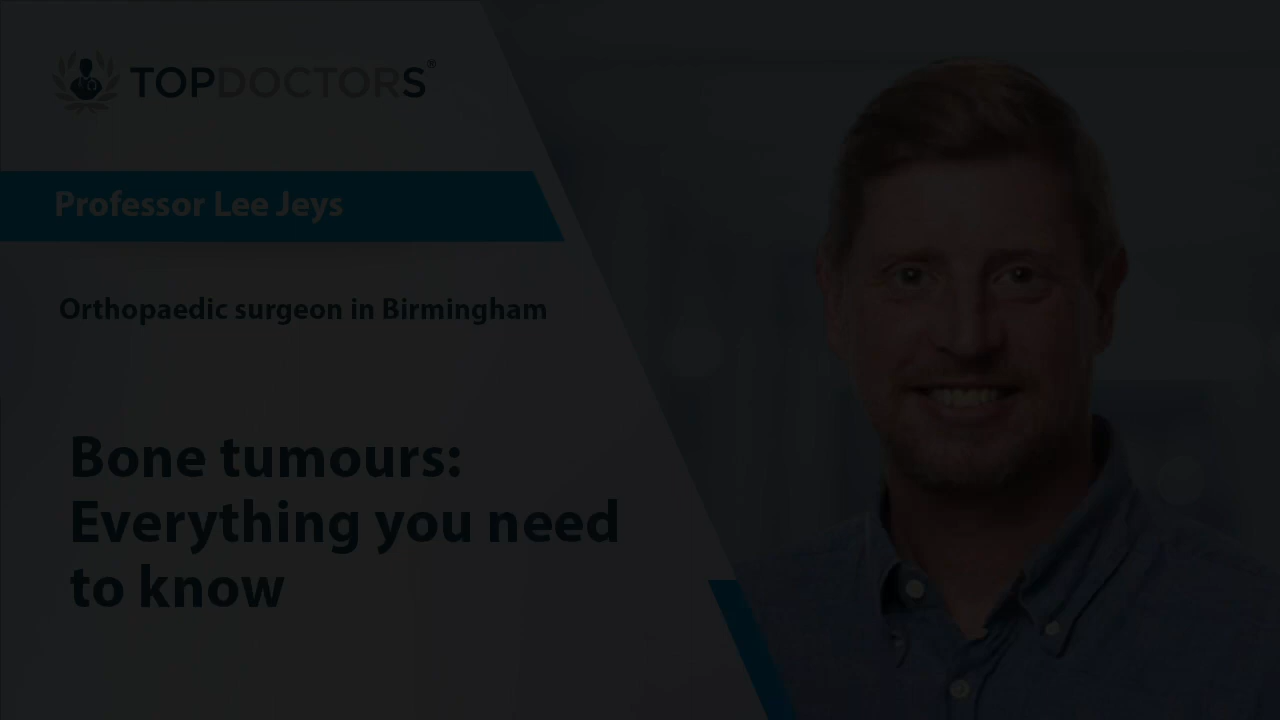 TOPDOCTORS®
Professor Lee Jeys
Orthopaedic surgeon in Birmingham
Bone tumours:
Everything you need
to know